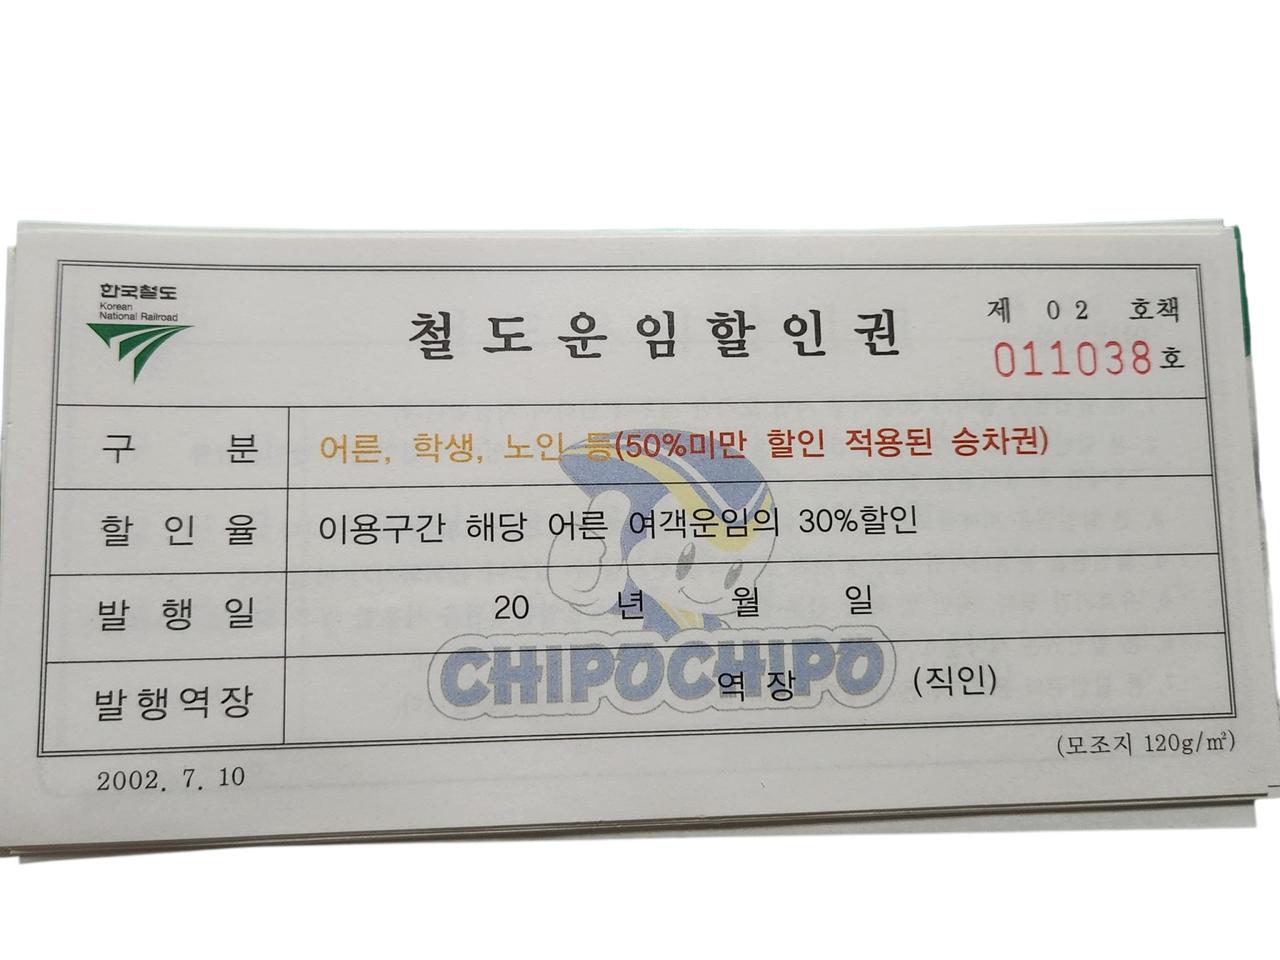 한국철도
Korean
National Railroad
철도운임할인권
제 02 호책
011038호
구 분 어른, 학생, 노인 등(50%미만 할인 적용된 승차권)
할 인 율 이용구간 해당 어른 여객운임의 30%할인
발 행 일 20 년 월 일
발행역장 역 장 (직인)
CHIPOCHIPO
2002. 7. 10
(모조지 120g/㎡)